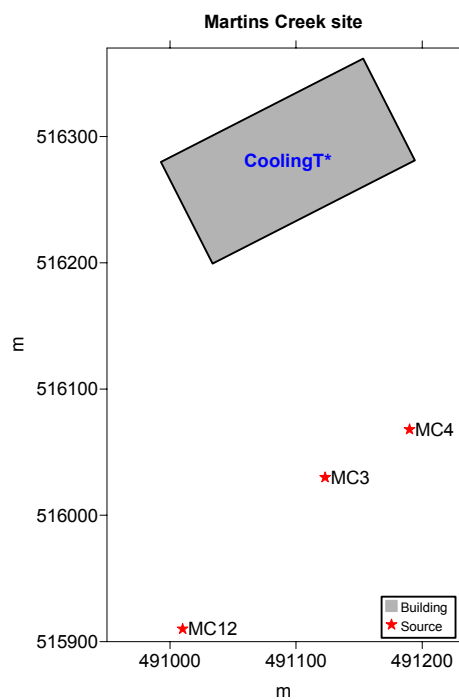 Martins Creek site
516300
CoolingT*
516200
m
516100
MC4
MC3
516000
MC12
515900
Building
Source
491000
491100
491200
m